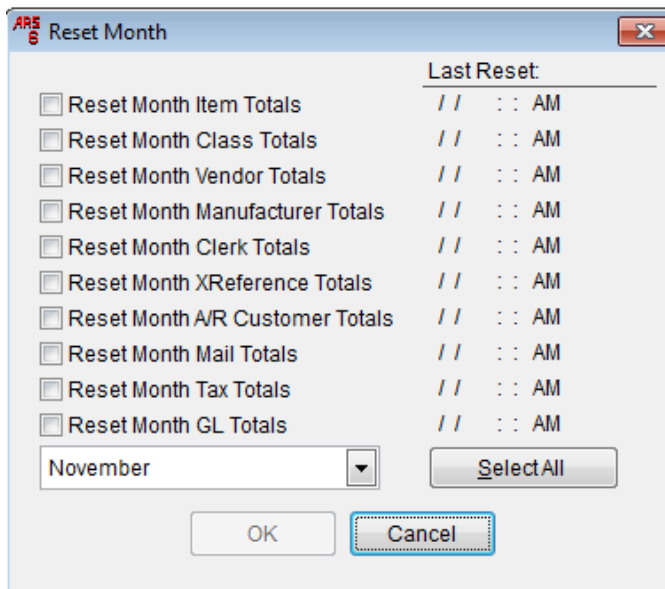 ARS 6 Reset Month
Last Reset:
Reset Month Item Totals / / : : AM
Reset Month Class Totals / / : : AM
Reset Month Vendor Totals / / : : AM
Reset Month Manufacturer Totals / / : : AM
Reset Month Clerk Totals / / : : AM
Reset Month XReference Totals / / : : AM
Reset Month A/R Customer Totals / / : : AM
Reset Month Mail Totals / / : : AM
Reset Month Tax Totals / / : : AM
Reset Month GL Totals / / : : AM
November Select All
OK Cancel